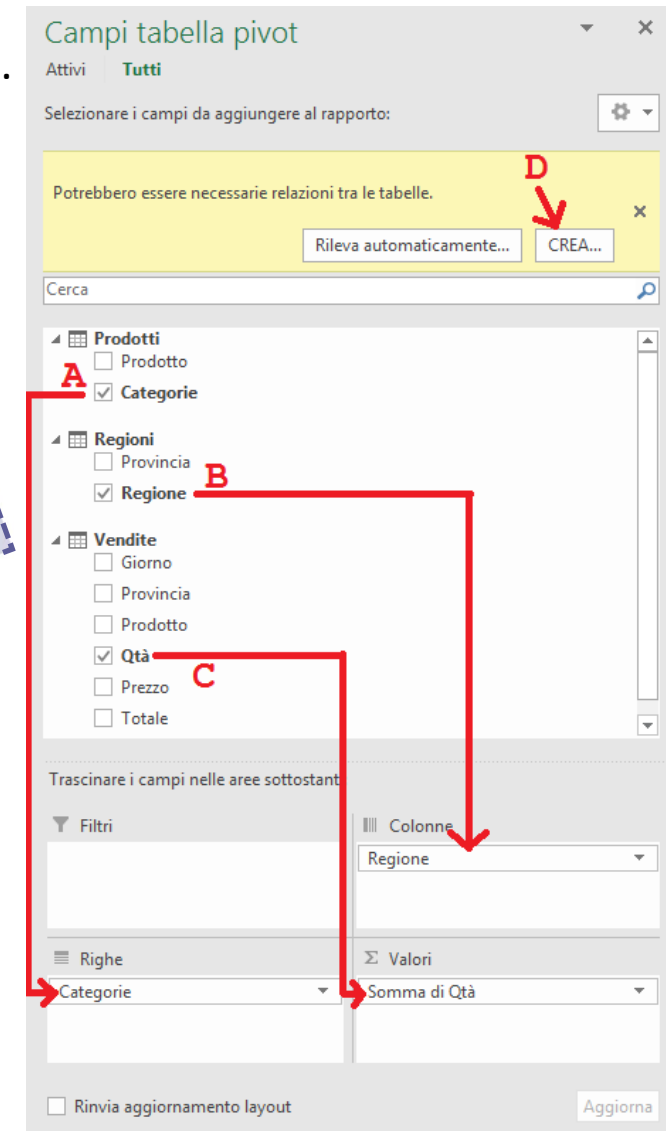 Campi tabella pivot
.
Attivi Tutti
Selezionare i campi da aggiungere al rapporto:
D
Potrebbero essere necessarie relazioni tra le tabelle.
Rileva automaticamente... CREA...
Cerca
Prodotti
Prodotto
A
Categorie
Regioni
Provincia
B
Regione
Vendite
Giorno
Provincia
Prodotto
Qtà
C
Prezzo
Totale
Trascinare i campi nelle aree sottostant
Filtri Colonne
Regione
Righe Σ Valori
Categorie Somma di Qtà
Rinvia aggiornamento layout Aggiorna